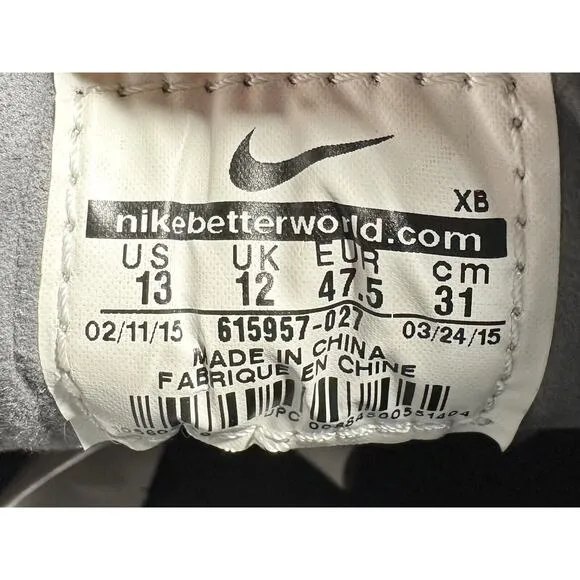 XB
nikebetterworld.com
US UK EUR cm
13 12 47.5 31
02/11/15 615957-027 03/24/15
MADE IN CHINA
FABRIQUE EN CHINE
UPC